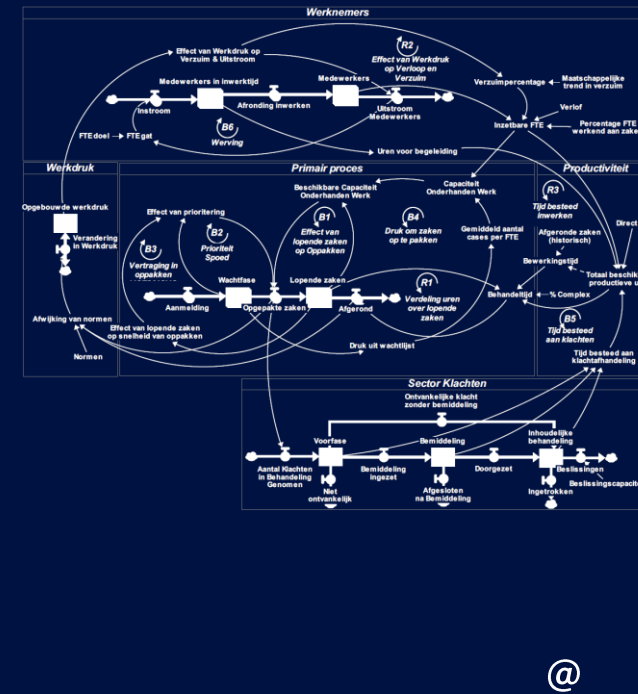 Werknemers
Effect van Werkdruk op
Verzuim & Uitstroom
R2
Effect van Werkdruk
op Verloop en
Verzuim
Medewerkers in inwerktijd
Medewerkers
Verzuimpercentage
Maatschappelijke
trend in verzuim
Instroom
Afronding inwerken
Uitstroom
Medewerkers
Verlof
FTE doel
FTE gat
B6
Werving
Inzetbare FTE
Percentage FTE
werkend aan zake
Uren voor begeleiding
Werkdruk
Opgebouwde werkdruk
Verandering
in Werkdruk
Afwijking van normen
Normen
Primair proces
Beschikbare Capaciteit
Onderhanden Werk
Capaciteit
Onderhanden Werk
Effect van prioritering
B1
Effect van
lopende zaken
op Oppakken
B4
Druk om zaken
op te pakken
Gemiddeld aantal
cases per FTE
B2
Prioriteit
Spoed
B3
Vertraging in
oppakken
Wachtfase
Lopende zaken
R1
Verdeling uren
over lopende
zaken
Aanmelding
Opgepakte zaken
Afgerond
Effect van lopende zaken
op snelheid van oppakken
Druk uit wachtlijst
Behandeltijd
Productiviteit
R3
Tijd besteed
inwerken
Direct
Afgeronde zaken
(historisch)
Bewerkingstijd
Totaal beschik
productieve u
% Complex
B5
Tijd besteed
aan klachten
Tijd besteed aan
klachtafhandeling
Sector Klachten
Ontvankelijke klacht
zonder bemiddeling
Voorfase
Bemiddeling
Inhoudelijke
behandeling
Aantal Klachten
in Behandeling
Genomen
Bemiddeling
Ingezet
Doorgezet
Beslissingen
Beslissingscapacite
Niet
ontvankelijk
Afgesloten
na Bemiddeling
Ingetrokken
@